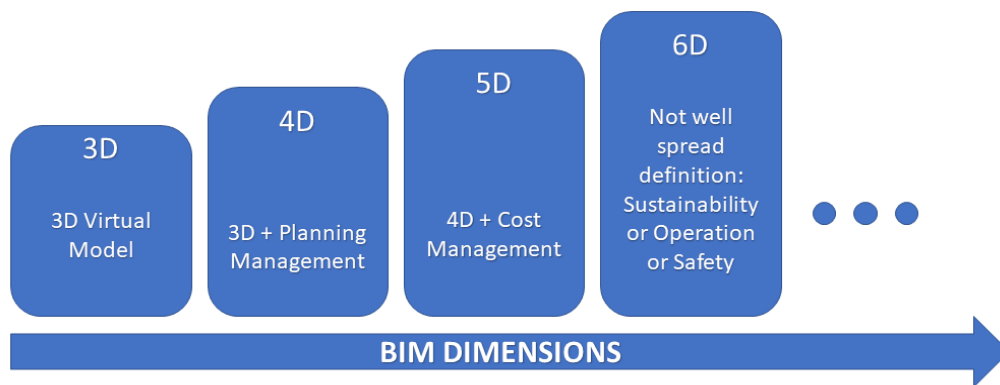 3D
3D Virtual
Model
4D
3D + Planning
Management
5D
4D + Cost
Management
6D
Not well
spread
definition:
Sustainability
or Operation
or Safety
BIM DIMENSIONS